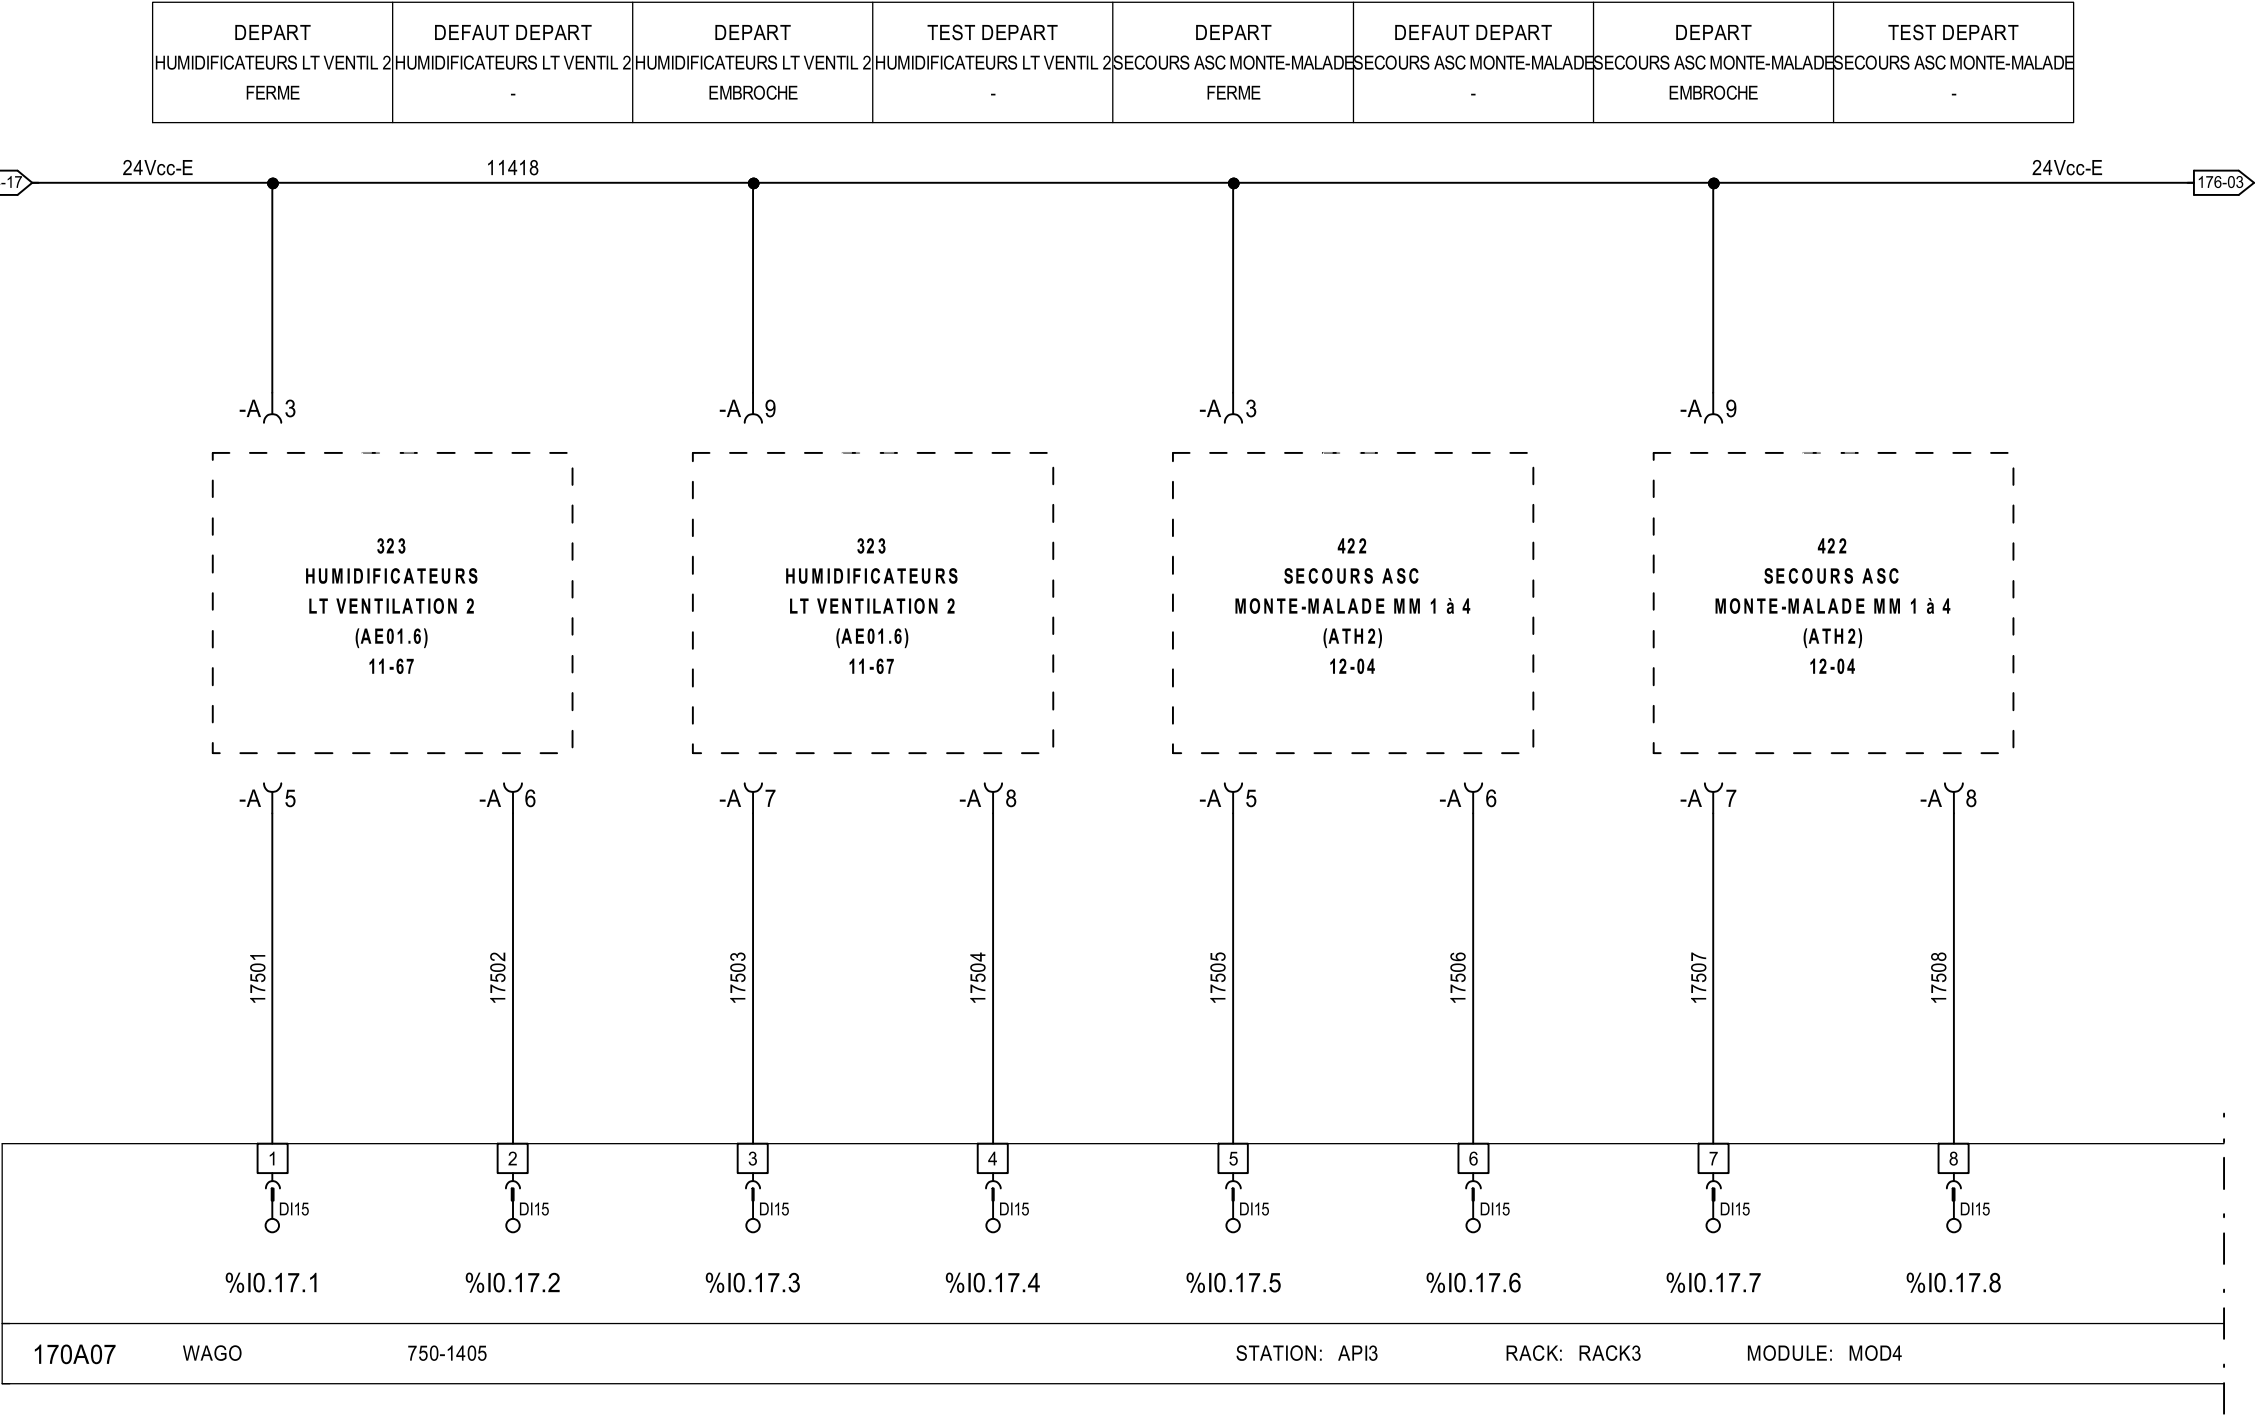 DEPART DEFAUT DEPART DEPART TEST DEPART DEPART DEFAUT DEPART DEPART TEST DEPART
HUMIDIFICATEURS LT VENTIL 2 HUMIDIFICATEURS LT VENTIL 2 HUMIDIFICATEURS LT VENTIL 2 HUMIDIFICATEURS LT VENTIL 2 SECOURS ASC MONTE-MALADE SECOURS ASC MONTE-MALADE SECOURS ASC MONTE-MALADE SECOURS ASC MONTE-MALADE
FERME - EMBROCHE - FERME - EMBROCHE -
24Vcc-E 11418 24Vcc-E
-17 176-03
-A 3 -A 9 -A 3 -A 9
323 323 422 422
HUMIDIFICATEURS HUMIDIFICATEURS SECOURS ASC SECOURS ASC
LT VENTILATION 2 LT VENTILATION 2 MONTE-MALADE MM 1 à 4 MONTE-MALADE MM 1 à 4
(AE01.6) (AE01.6) (ATH2) (ATH2)
11-67 11-67 12-04 12-04
-A 5 -A 6 -A 7 -A 8 -A 5 -A 6 -A 7 -A 8
17501 17502 17503 17504 17505 17506 17507 17508
1 2 3 4 5 6 7 8
DI15 DI15 DI15 DI15 DI15 DI15 DI15 DI15
%I0.17.1 %I0.17.2 %I0.17.3 %I0.17.4 %I0.17.5 %I0.17.6 %I0.17.7 %I0.17.8
170A07 WAGO 750-1405 STATION: API3 RACK: RACK3 MODULE: MOD4